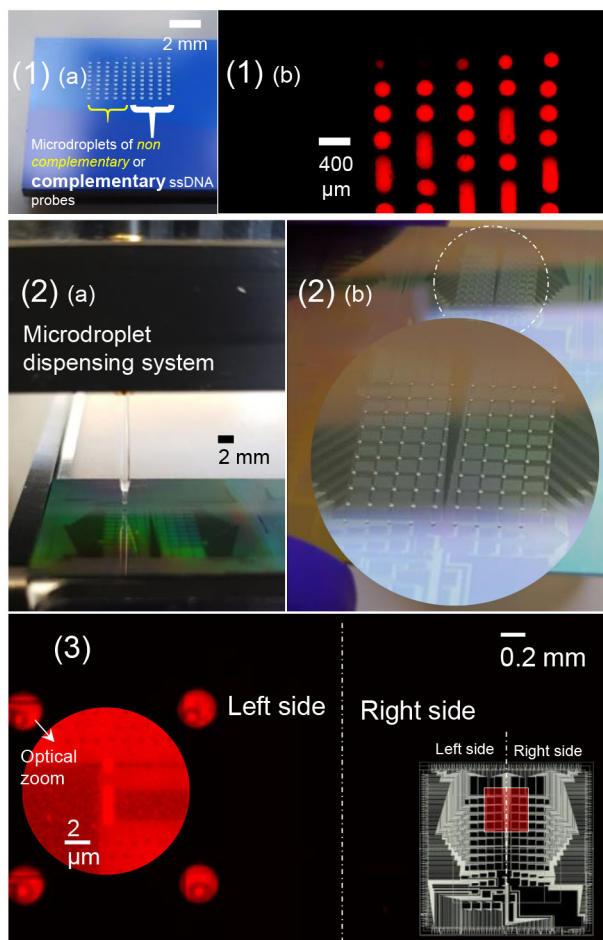 2 mm
(1) (a)
Microdroplets of non
complementary or
complementary ssDNA
probes
(1) (b)
400
μm
(2) (a)
Microdroplet
dispensing system
2 mm
(2) (b)
(3)
Optical
zoom
2
μm
Left side
Right side
0.2 mm
Left side
Right side